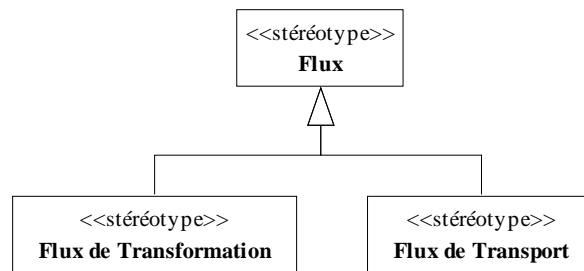 <<stéréotype>>
Flux
<<stéréotype>>
Flux de Transformation
<<stéréotype>>
Flux de Transport